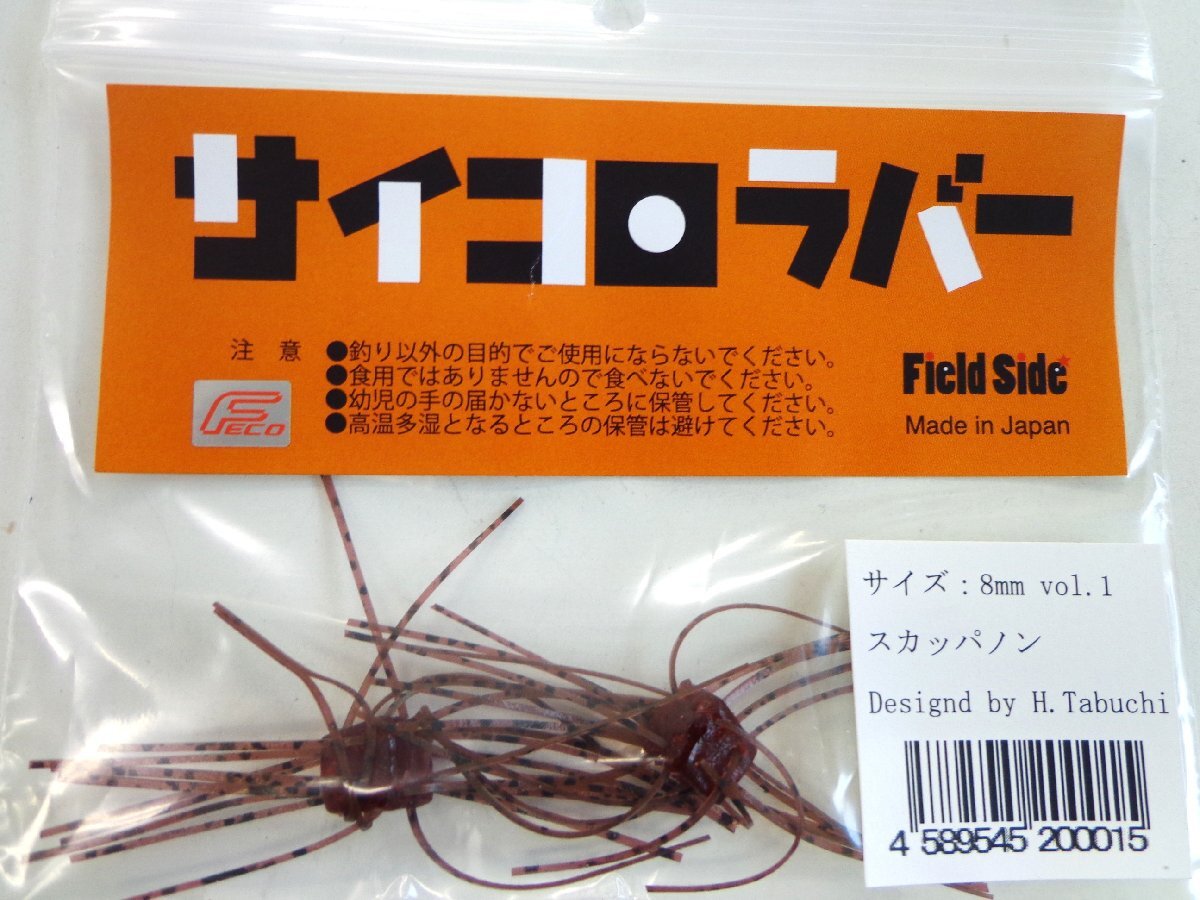 サイコロラバー
注意
●釣り以外の目的でご使用にならないでください。
●食用ではありませんので食べないでください。
●幼児の手の届かないところに保管してください。
●高温多湿となるところの保管は避けてください。
FECO
Field Side
Made in Japan
サイズ：8mm vol.1
スカッパノン
Designd by H.Tabuchi
4 589545 200015